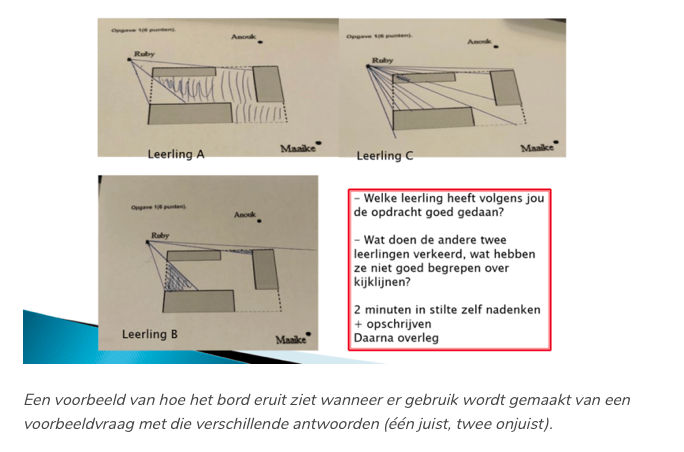 Opgave 1(6 punten).
Anouk
Ruby
Maaike
Leerling A
Opgave 1(6 punten).
Anouk
Ruby
Maaike
Leerling C
Opgave 1(6 punten).
Anouk
Ruby
Maaike
Leerling B
– Welke leerling heeft volgens jou
de opdracht goed gedaan?
– Wat doen de andere twee
leerlingen verkeerd, wat hebben
ze niet goed begrepen over
kijklijnen?
2 minuten in stilte zelf nadenken
+ opschrijven
Daarna overleg
Een voorbeeld van hoe het bord eruit ziet wanneer er gebruik wordt gemaakt van een
voorbeeldvraag met die verschillende antwoorden (één juist, twee onjuist).